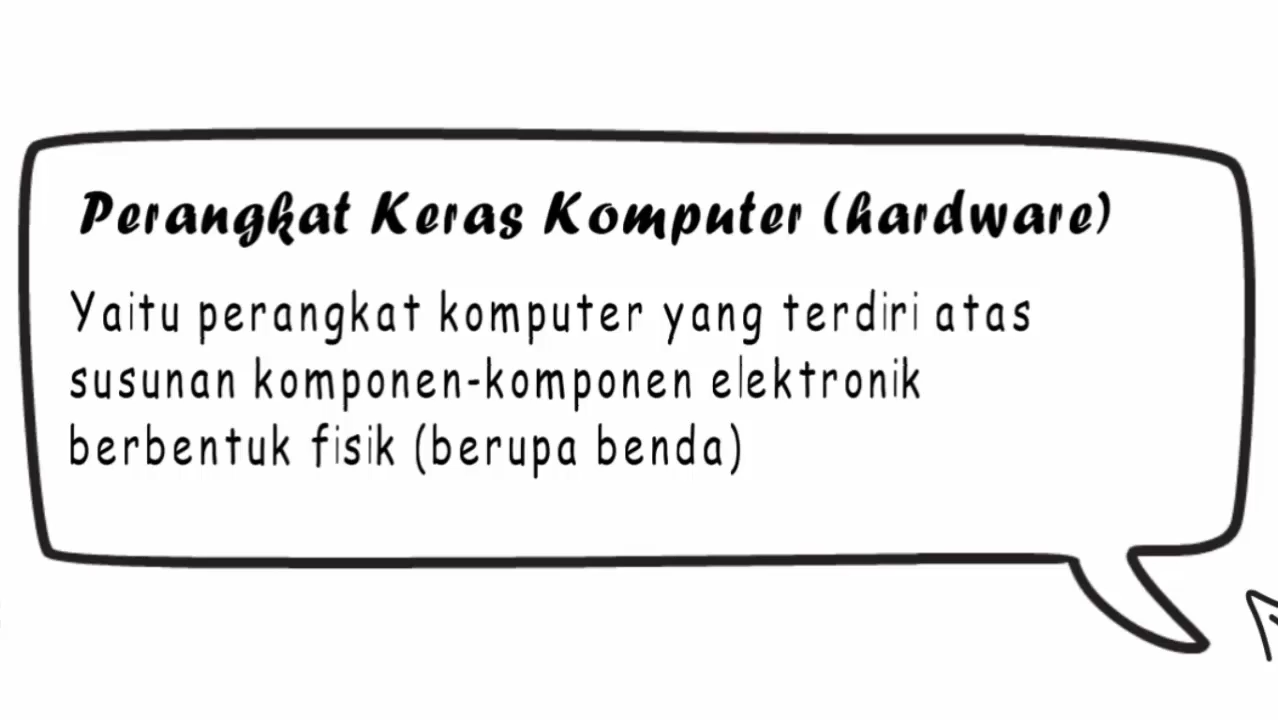 Perangkat Keras Komputer (hardware)
Yaitu perangkat komputer yang terdiri atas
susunan komponen-komponen elektronik
berbentuk fisik (berupa benda)